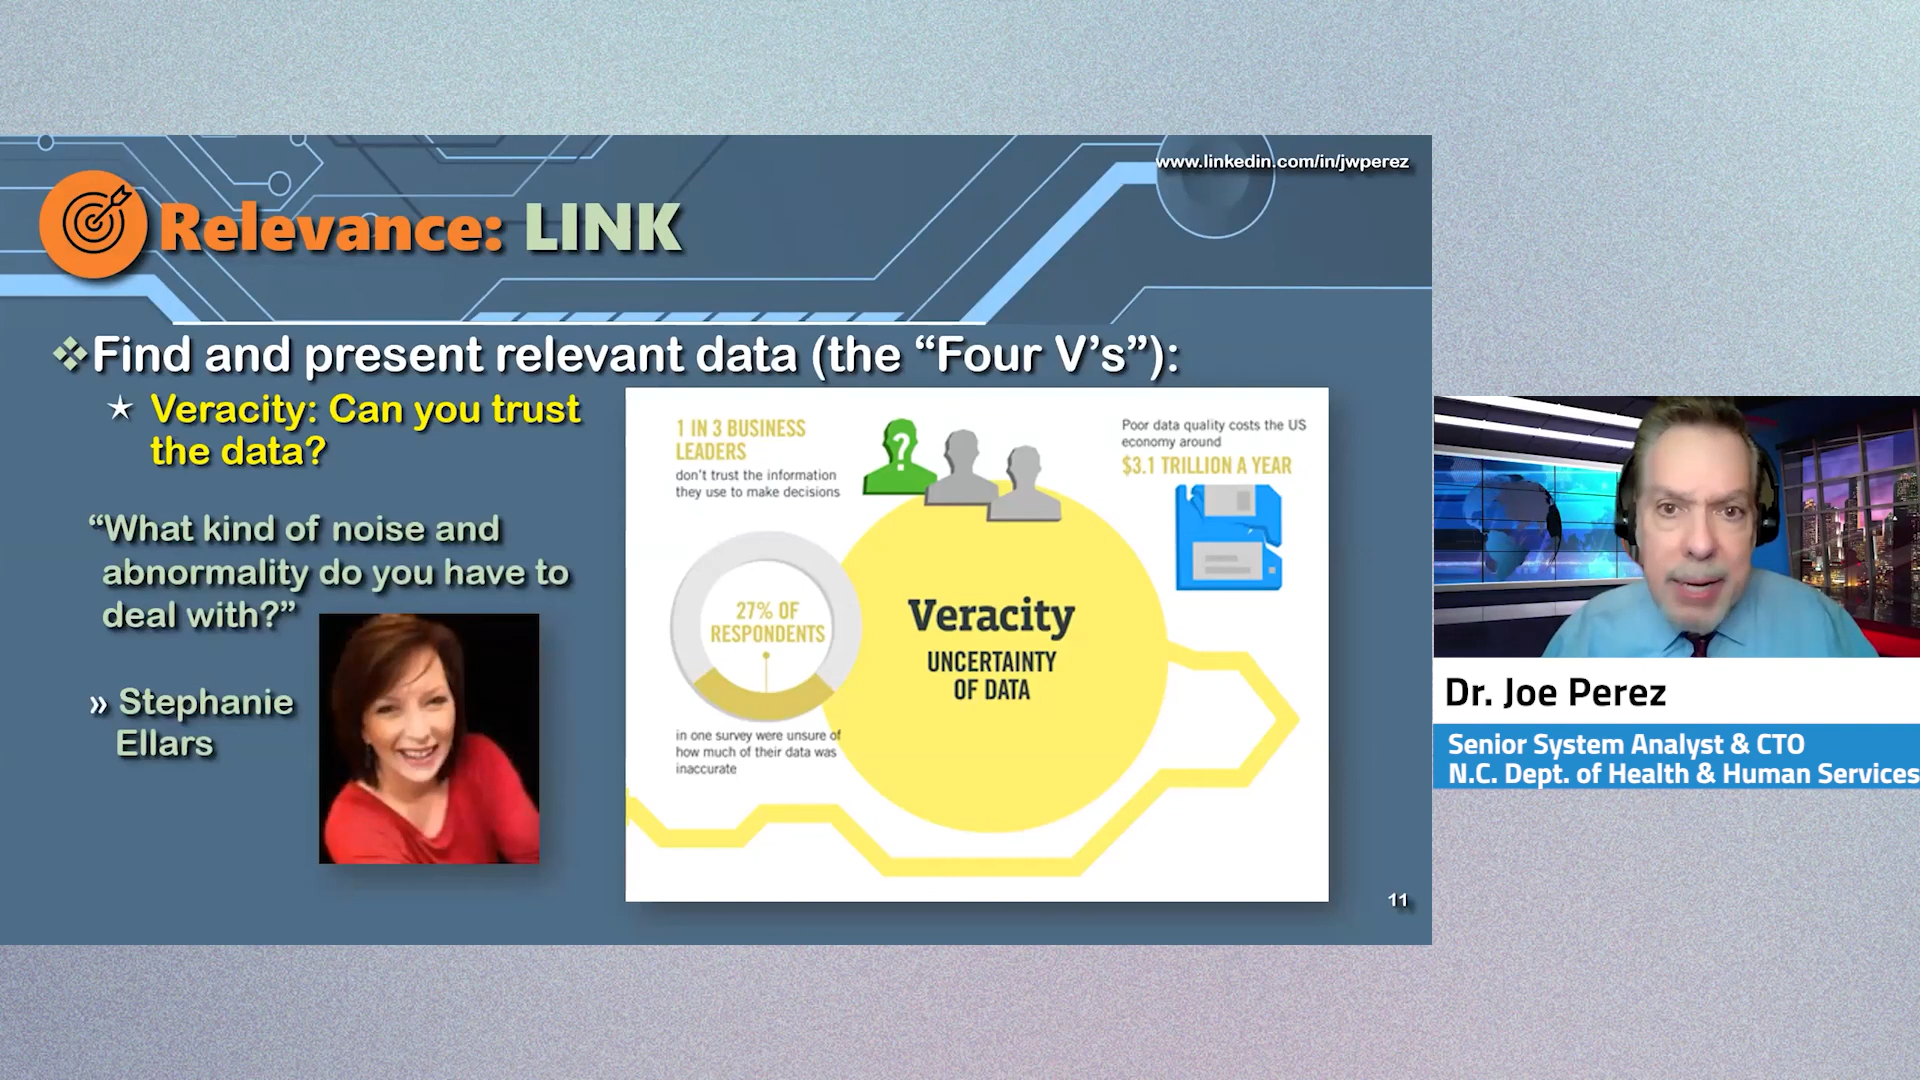 www.linkedin.com/in/jwperez
Relevance: LINK
Find and present relevant data (the “Four V’s”):
Veracity: Can you trust
the data?
“What kind of noise and
abnormality do you have to
deal with?”
» Stephanie
Ellars
1 IN 3 BUSINESS
LEADERS
don’t trust the information
they use to make decisions
?
Poor data quality costs the US
economy around
$3.1 TRILLION A YEAR
27% OF
RESPONDENTS
in one survey were unsure of
how much of their data was
inaccurate
Veracity
UNCERTAINTY
OF DATA
11
Dr. Joe Perez
Senior System Analyst & CTO
N.C. Dept. of Health & Human Services